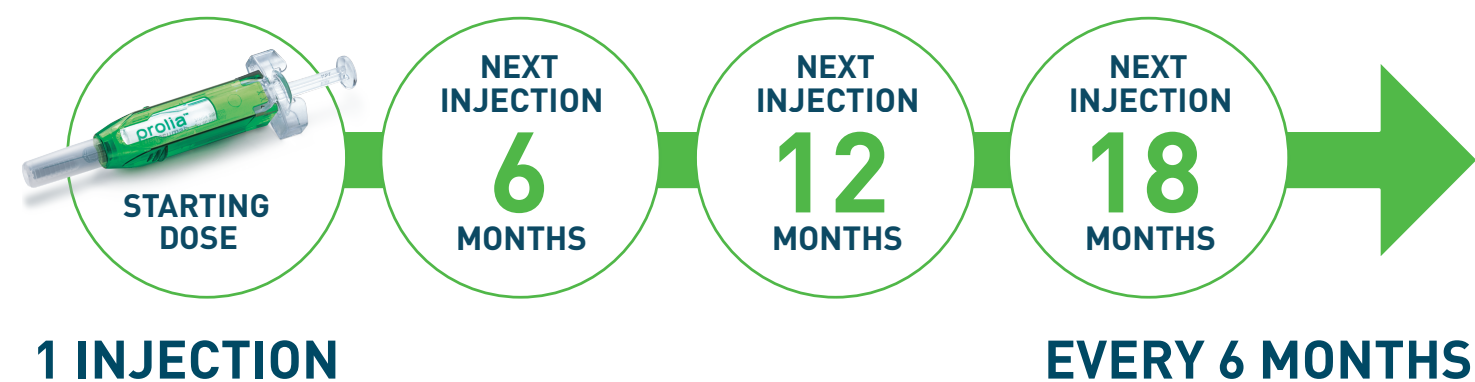 prolia™
STARTING
DOSE
NEXT
INJECTION
6
MONTHS
NEXT
INJECTION
12
MONTHS
NEXT
INJECTION
18
MONTHS
1 INJECTION
EVERY 6 MONTHS